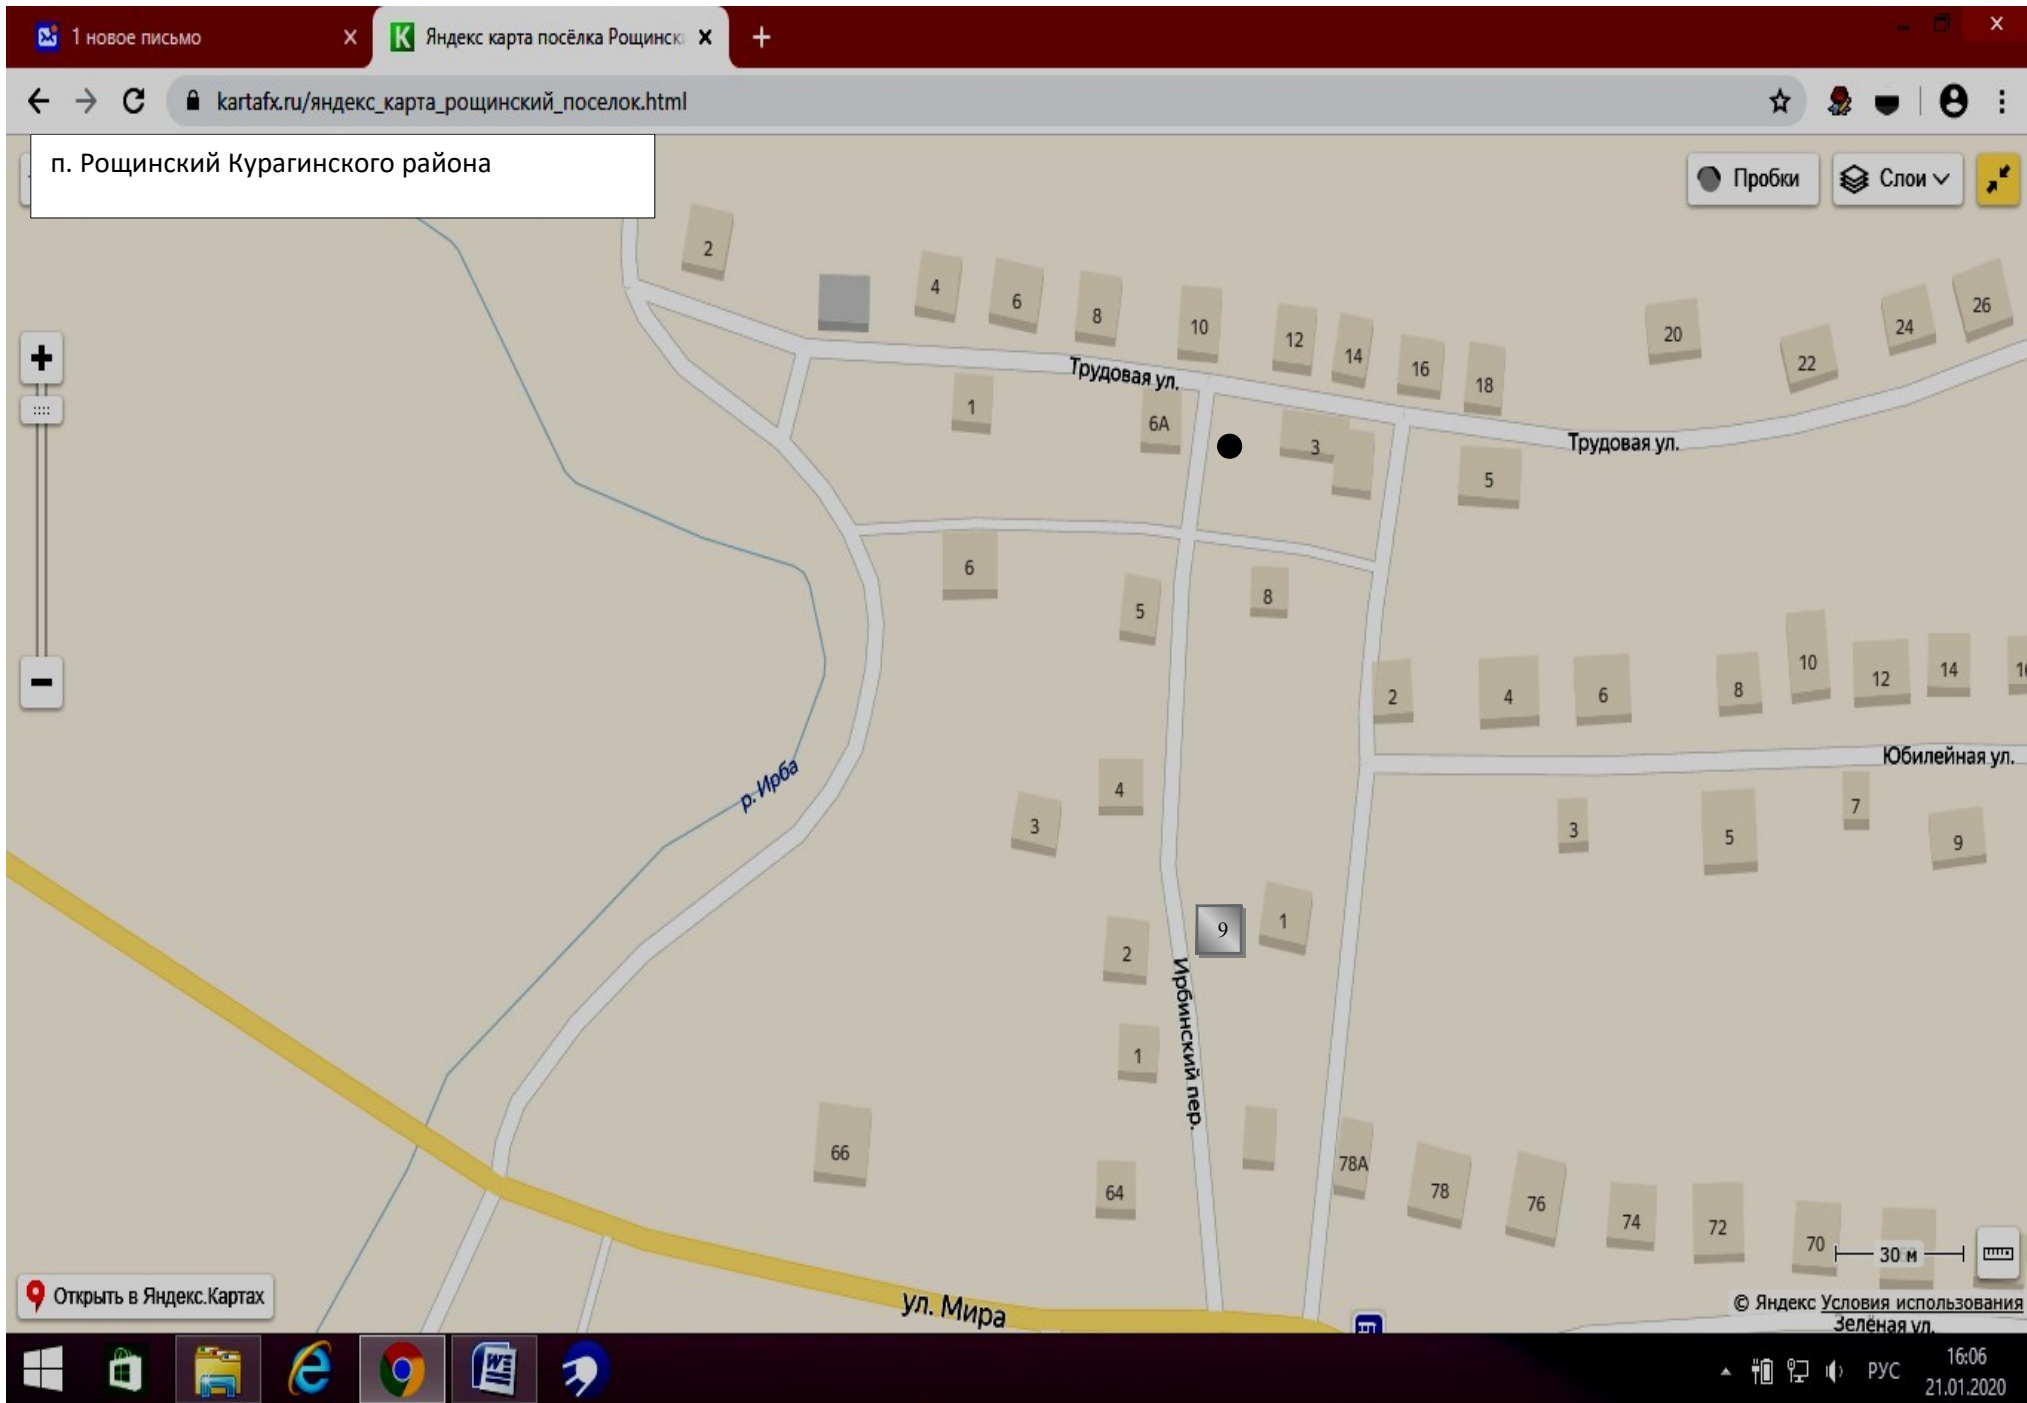 1 новое письмо
Яндекс карта посёлка Рощинск
kartafx.ru/яндекс_карта_рощинский_поселок.html
п. Рощинский Курагинского района
Пробки
Слои
2
4
6
8
10
12
14
16
18
20
22
24
26
Трудовая ул.
1
6А
3
Трудовая ул.
5
6
5
8
2
4
6
8
10
12
14
16
Юбилейная ул.
р. Ирба
4
3
3
5
7
9
9
1
2
Ирбинский пер.
1
66
64
78А
78
76
74
72
70
30 м
Открыть в Яндекс.Картах
ул. Мира
© Яндекс Условия использования
Зелёная ул.
РУС
16:06
21.01.2020